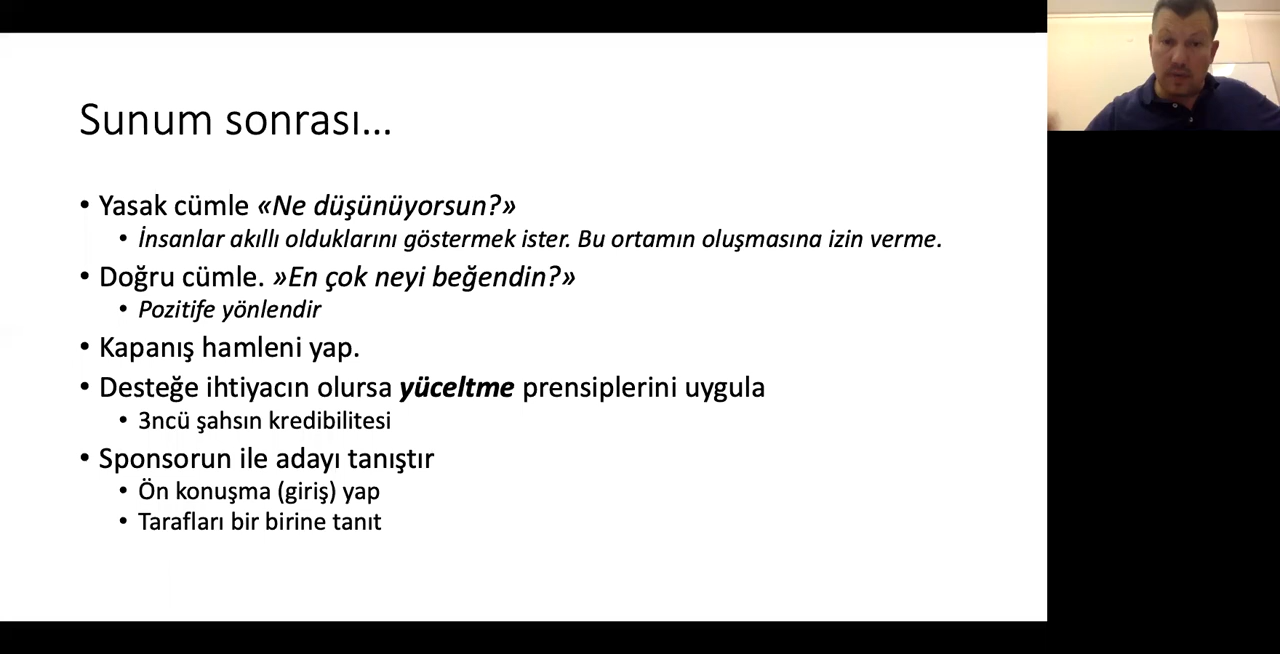 Sunum sonrası...
• Yasak cümle «Ne düşünüyorsun?»
• İnsanlar akıllı olduklarını göstermek ister. Bu ortamın oluşmasına izin verme.
• Doğru cümle. »En çok neyi beğendin?»
• Pozitife yönlendir
• Kapanış hamleni yap.
• Desteğe ihtiyacın olursa yüceltme prensiplerini uygula
• 3ncü şahsın kredibilitesi
• Sponsorun ile adayı tanıştır
• Ön konuşma (giriş) yap
• Tarafları bir birine tanıt